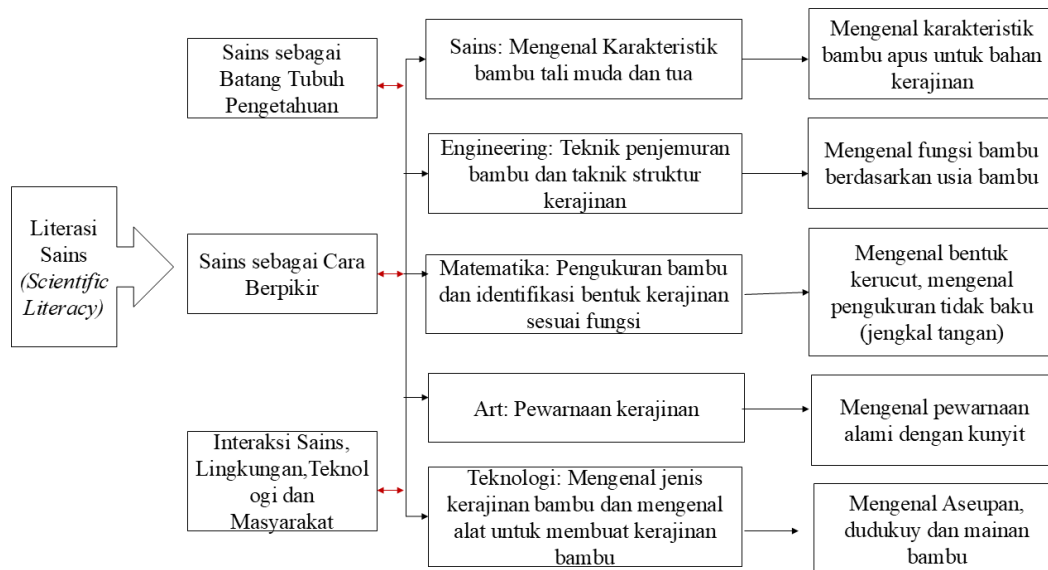 Literasi
Sains
(Scientific
Literacy)
Sains sebagai
Batang Tubuh
Pengetahuan
Sains sebagai Cara
Berpikir
Interaksi Sains,
Lingkungan,Teknol
ogi dan
Masyarakat
Sains: Mengenal Karakteristik
bambu tali muda dan tua
Engineering: Teknik penjemuran
bambu dan taknik struktur
kerajinan
Matematika: Pengukuran bambu
dan identifikasi bentuk kerajinan
sesuai fungsi
Art: Pewarnaan kerajinan
Teknologi: Mengenal jenis
kerajinan bambu dan mengenal
alat untuk membuat kerajinan
bambu
Mengenal karakteristik
bambu apus untuk bahan
kerajinan
Mengenal fungsi bambu
berdasarkan usia bambu
Mengenal bentuk
kerucut, mengenal
pengukuran tidak baku
(jengkal tangan)
Mengenal pewarnaan
alami dengan kunyit
Mengenal Aseupan,
dudukuy dan mainan
bambu